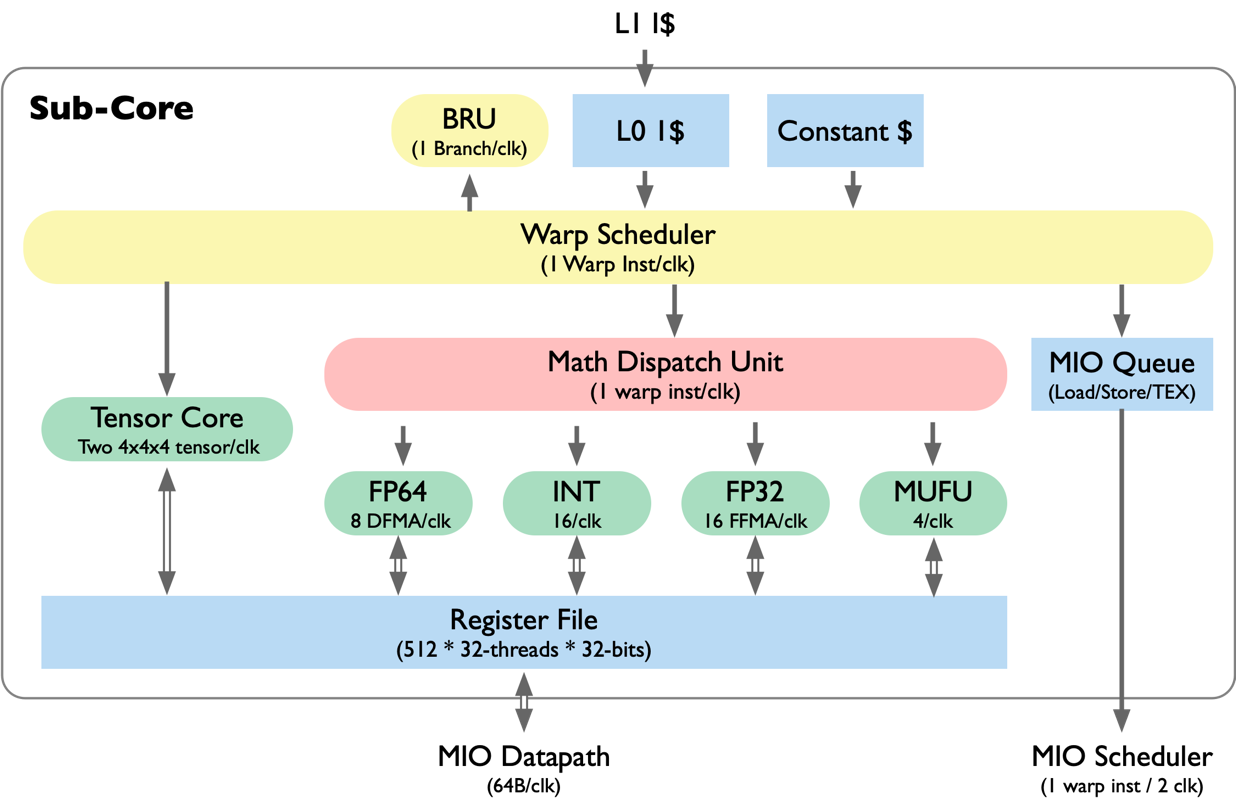 L1 I$
Sub-Core
BRU
(1 Branch/clk)
L0 1$
Constant $
Warp Scheduler
(1 Warp Inst/clk)
Math Dispatch Unit
(1 warp inst/clk)
MIO Queue
(Load/Store/TEX)
Tensor Core
Two 4x4x4 tensor/clk
FP64
8 DFMA/clk
INT
16/clk
FP32
16 FFMA/clk
MUFU
4/clk
Register File
(512 * 32-threads * 32-bits)
MIO Datapath
(64B/clk)
MIO Scheduler
(1 warp inst / 2 clk)